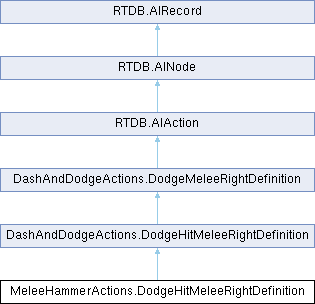 RTDB.AIRecord
RTDB.AINode
RTDB.AIAction
DashAndDodgeActions.DodgeMeleeRightDefinition
DashAndDodgeActions.DodgeHitMeleeRightDefinition
MeleeHammerActions.DodgeHitMeleeRightDefinition